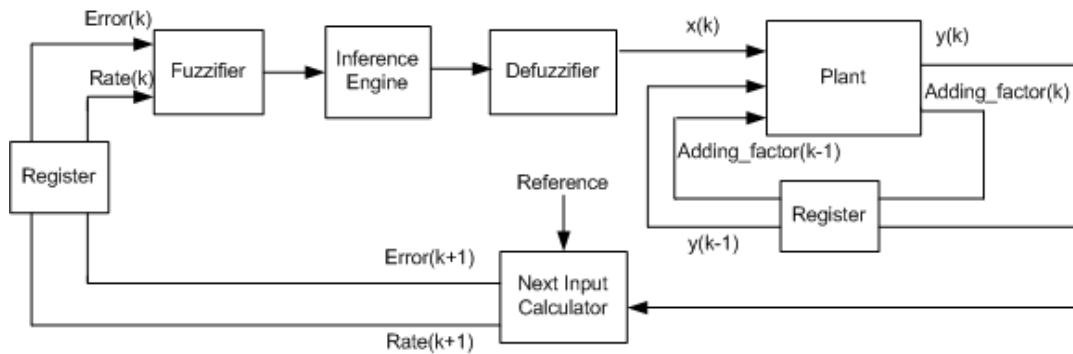 Error(k)
Rate(k)
Fuzzifier
Inference
Engine
Defuzzifier
x(k)
Plant
y(k)
Adding_factor(k)
Adding_factor(k-1)
Register
Register
y(k-1)
Reference
Error(k+1)
Next Input
Calculator
Rate(k+1)